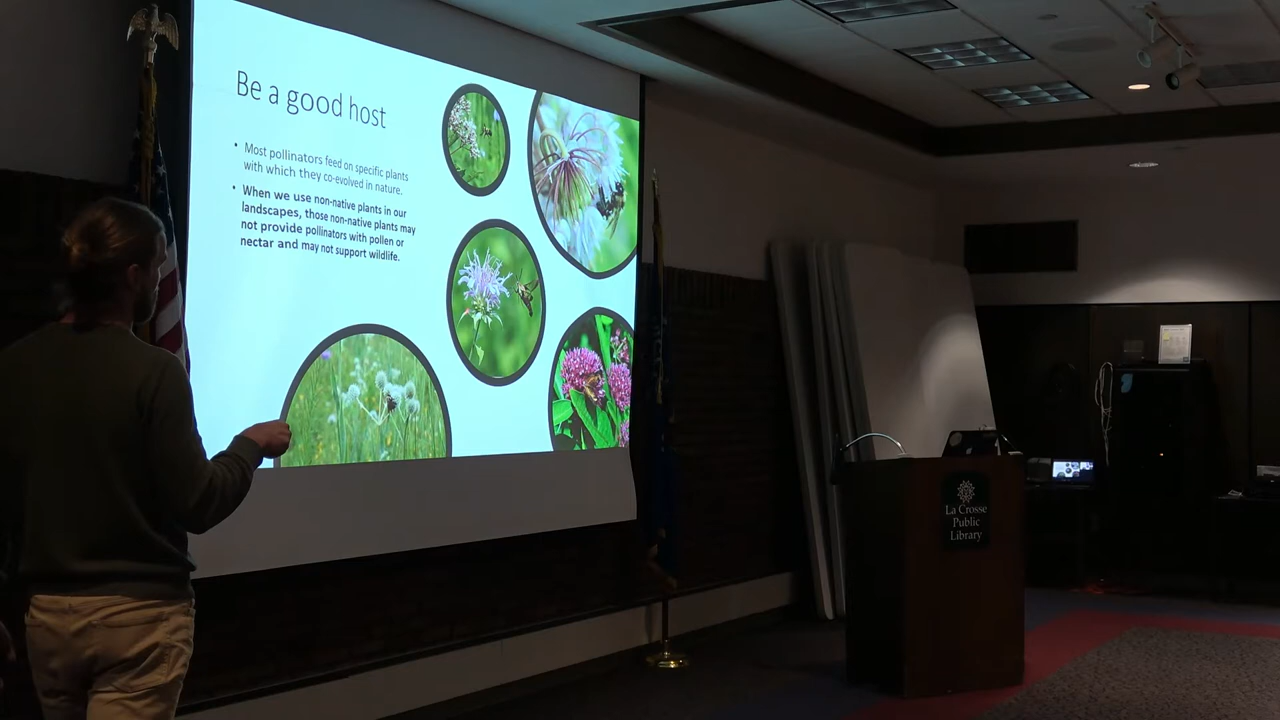 Be a good host
• Most pollinators feed on specific plants
with which they co-evolved in nature.
• When we use non-native plants in our
landscapes, those non-native plants may
not provide pollinators with pollen or
nectar and may not support wildlife.
La Crosse
Public
Library